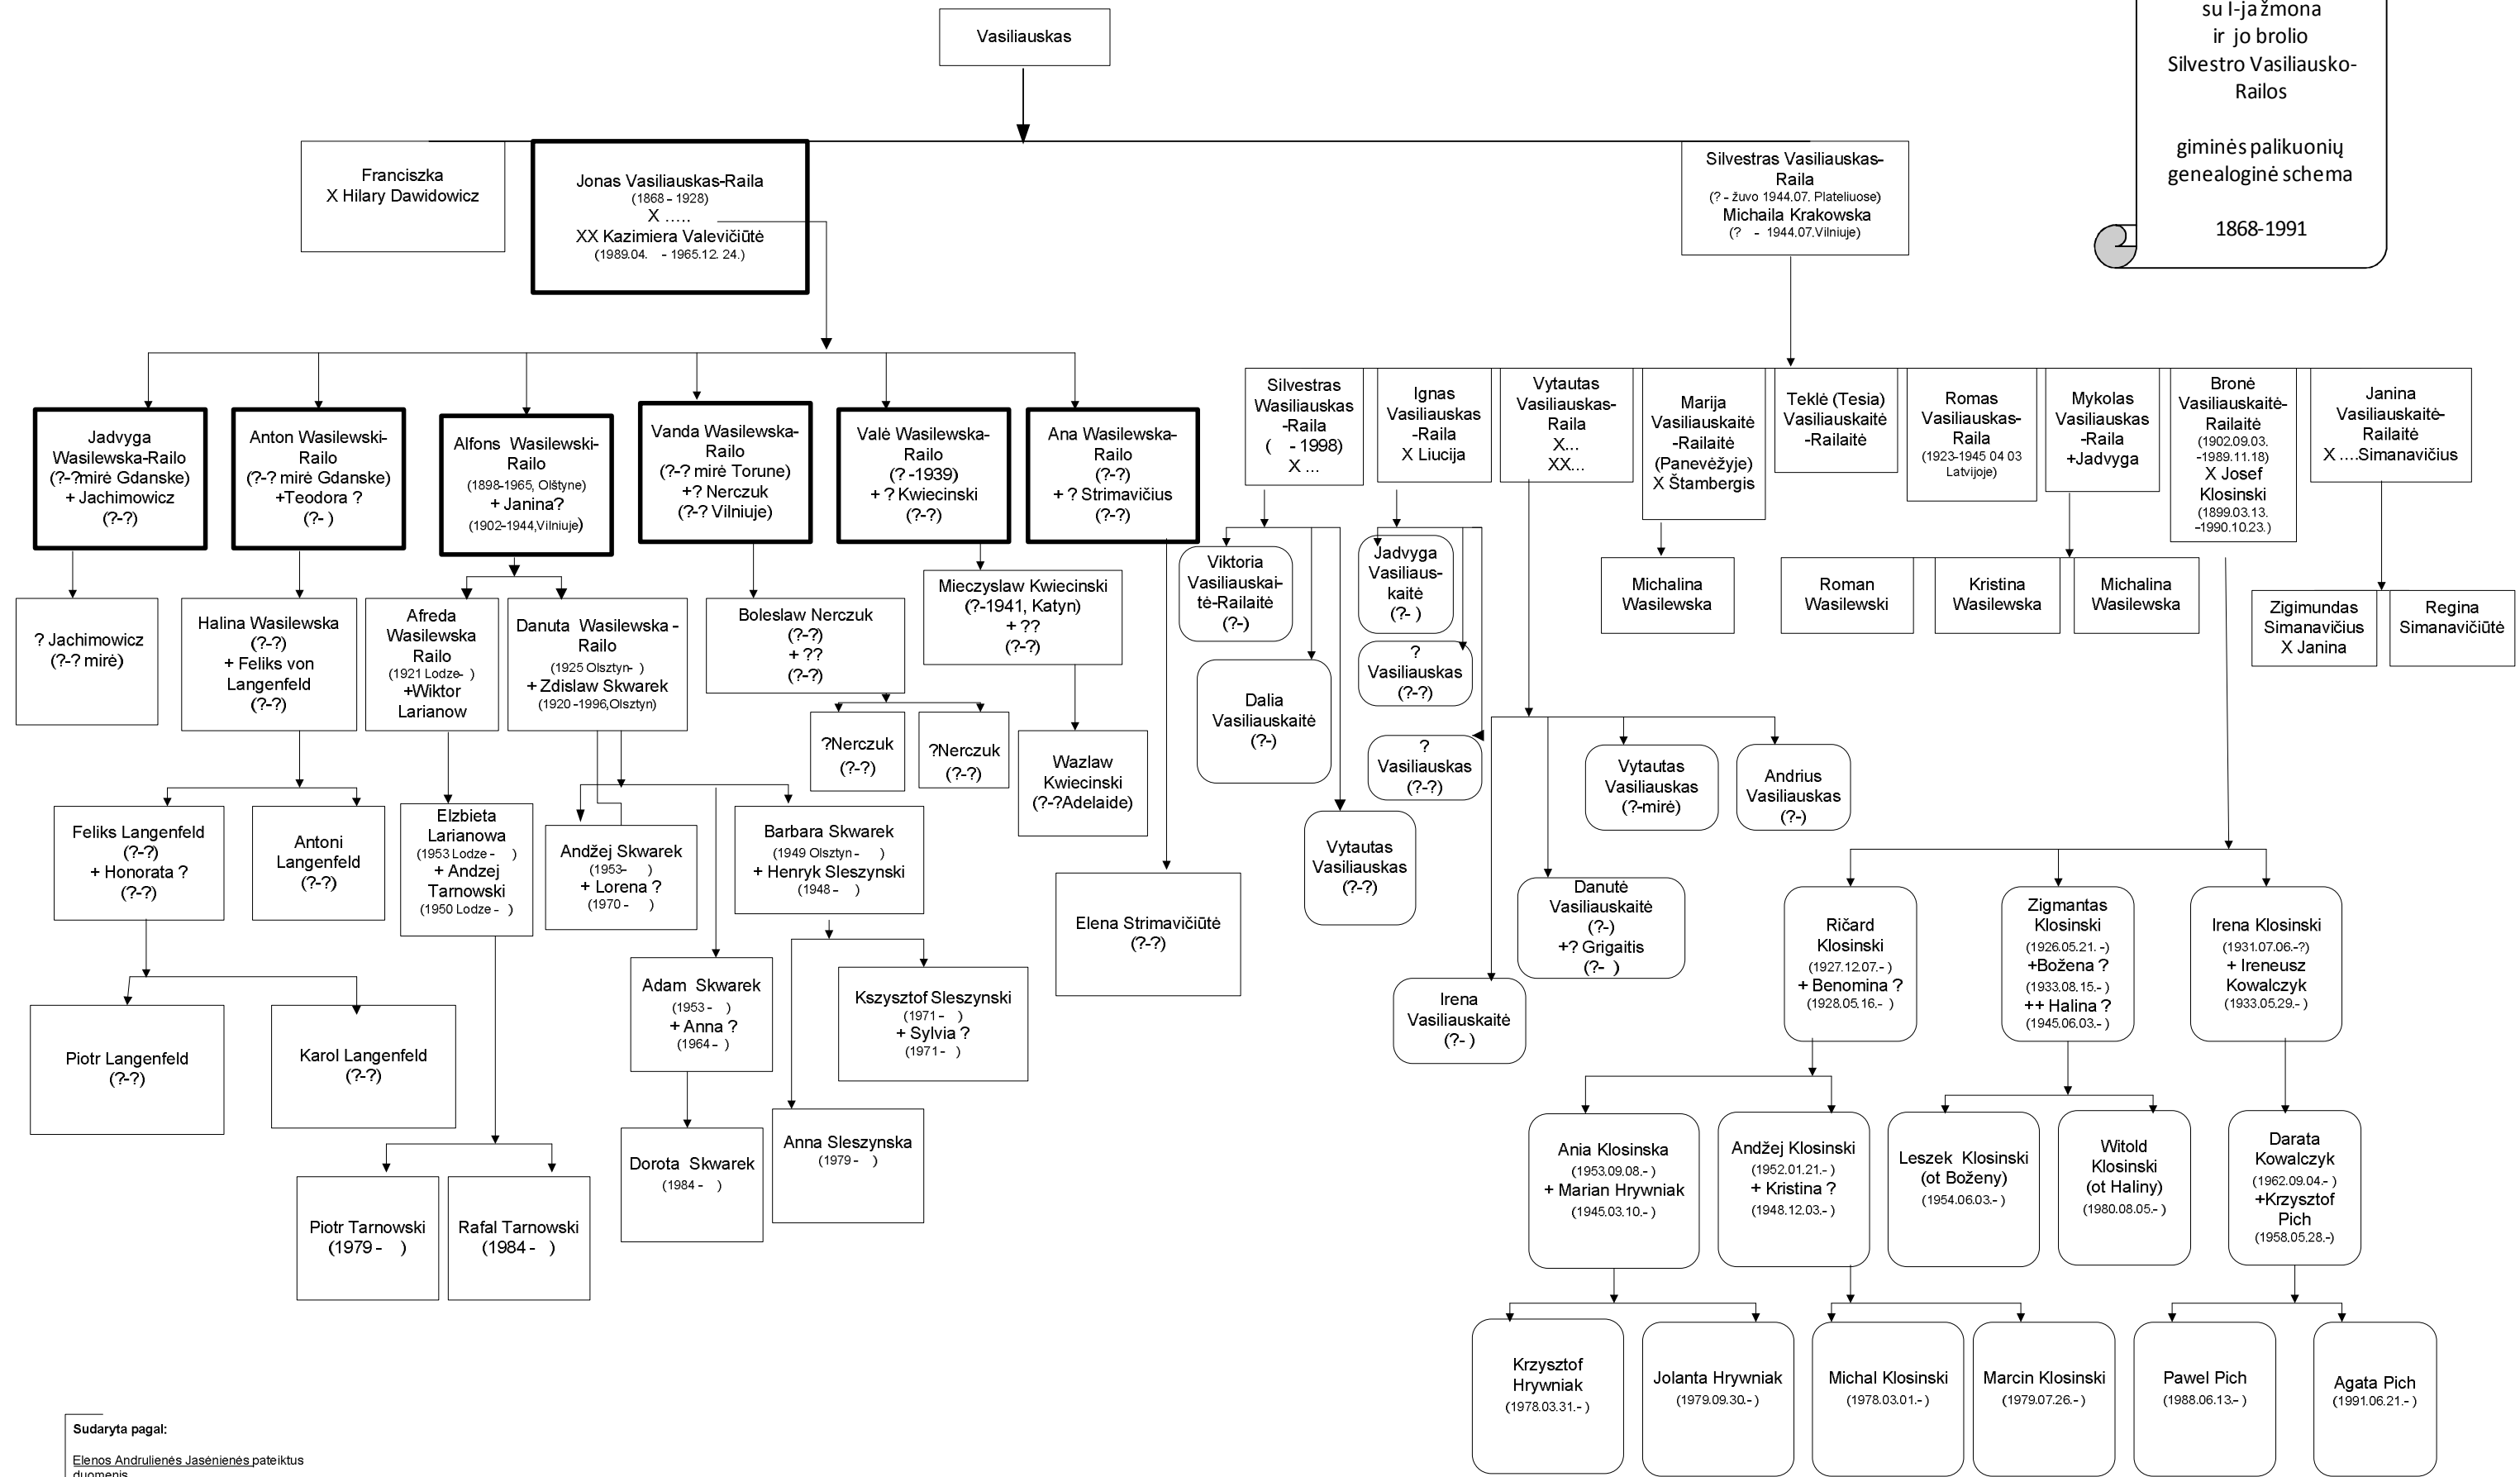 Vasiliauskas
su I-ja žmona
ir jo brolio
Silvestro Vasiliausko-
Railos
giminės palikuonių
genealoginė schema
1868-1991
Franciszka
X Hilary Dawidowicz
Jonas Vasiliauskas-Raila
(1868 – 1928)
X …..
XX Kazimiera Valevičiūtė
(1989.04. - 1965.12. 24.)
Silvestras Vasiliauskas-
Raila
(? - žuvo 1944.07. Plateliuose)
Michaila Krakowska
(? - 1944.07.Vilniuje)
Jadvyga
Wasilewska-Railo
(?-?mirė Gdanske)
+ Jachimowicz
(?-?)
Anton Wasilewski-
Railo
(?-? mirė Gdanske)
+Teodora ?
(?- )
Alfons Wasilewski-
Railo
(1898-1965, Olštyne)
+ Janina?
(1902-1944,Vilniuje)
Vanda Wasilewska-
Railo
(?-? mirė Torune)
+? Nerczuk
(?-? Vilniuje)
Valė Wasilewska-
Railo
(? -1939)
+ ? Kwiecinski
(?-?)
Ana Wasilewska-
Railo
(?-?)
+ ? Strimavičius
(?-?)
Silvestras
Wasiliauskas
-Raila
( - 1998)
X ...
Ignas
Vasiliauskas
-Raila
X Liucija
Vytautas
Vasiliauskas-
Raila
X...
XX...
Marija
Vasiliauskaitė
-Railaitė
(Panevėžyje)
X Štambergis
Teklė (Tesia)
Vasiliauskaitė
-Railaitė
Romas
Vasiliauskas-
Raila
(1923-1945 04 03
Latvijoje)
Mykolas
Vasiliauskas
-Raila
+Jadvyga
Bronė
Vasiliauskaitė-
Railaitė
(1902.09.03.
-1989.11.18)
X Josef
Klosinski
(1899.03.13.
-1990.10.23.)
Janina
Vasiliauskaitė-
Railaitė
X ....Simanavičius
? Jachimowicz
(?-? mirė)
Halina Wasilewska
(?-?)
+ Feliks von
Langenfeld
(?-?)
Afreda
Wasilewska
Railo
(1921 Lodze- )
+Wiktor
Larianow
Danuta Wasilewska -
Railo
(1925 Olsztyn- )
+ Zdislaw Skwarek
(1920 -1996,Olsztyn)
Boleslaw Nerczuk
(?-?)
+ ??
(?-?)
Mieczyslaw Kwiecinski
(?-1941, Katyn)
+ ??
(?-?)
Viktoria
Vasiliauskai-
tė-Railaitė
(?-)
Jadvyga
Vasiliaus-
kaitė
(?- )
Michalina
Wasilewska
Roman
Wasilewski
Kristina
Wasilewska
Michalina
Wasilewska
Zigimundas
Simanavičius
X Janina
Regina
Simanavičiūtė
?
Vasiliauskas
(?-?)
Dalia
Vasiliauskaitė
(?-)
?
Vasiliauskas
(?-?)
?Nerczuk
(?-?)
?Nerczuk
(?-?)
Wazlaw
Kwiecinski
(?-?Adelaide)
Vytautas
Vasiliauskas
(?-mirė)
Andrius
Vasiliauskas
(?-)
Feliks Langenfeld
(?-?)
+ Honorata ?
(?-?)
Antoni
Langenfeld
(?-?)
Elzbieta
Larianowa
(1953 Lodze - )
+ Andzej
Tarnowski
(1950 Lodze - )
Andžej Skwarek
(1953- )
+ Lorena ?
(1970 - )
Barbara Skwarek
(1949 Olsztyn - )
+ Henryk Sleszynski
(1948 - )
Vytautas
Vasiliauskas
(?-?)
Elena Strimavičiūtė
(?-?)
Danutė
Vasiliauskaitė
(?-)
+? Grigaitis
(?- )
Ričard
Klosinski
(1927.12.07.- )
+ Benomina ?
(1928.05.16.- )
Zigmantas
Klosinski
(1926.05.21. -)
+Božena ?
(1933.08.15.- )
++ Halina ?
(1945.06.03.- )
Irena Klosinski
(1931.07.06.-?)
+ Ireneusz
Kowalczyk
(1933.05.29.- )
Adam Skwarek
(1953 - )
+ Anna ?
(1964 - )
Kszysztof Sleszynski
(1971 - )
+ Sylvia ?
(1971 - )
Irena
Vasiliauskaitė
(?- )
Piotr Langenfeld
(?-?)
Karol Langenfeld
(?-?)
Dorota Skwarek
(1984 - )
Anna Sleszynska
(1979 - )
Ania Klosinska
(1953.09.08.- )
+ Marian Hrywniak
(1945.03.10.- )
Andžej Klosinski
(1952.01.21.- )
+ Kristina ?
(1948.12.03.- )
Leszek Klosinski
(ot Boženy)
(1954.06.03.- )
Witold
Klosinski
(ot Haliny)
(1980.08.05.- )
Darata
Kowalczyk
(1962.09.04.- )
+Krzysztof
Pich
(1958.05.28.-)
Piotr Tarnowski
(1979 - )
Rafal Tarnowski
(1984 - )
Krzysztof
Hrywniak
(1978.03.31.- )
Jolanta Hrywniak
(1979.09.30.- )
Michal Klosinski
(1978.03.01.- )
Marcin Klosinski
(1979.07.26.- )
Pawel Pich
(1988.06.13.- )
Agata Pich
(1991.06.21.- )
Sudaryta pagal:
Elenos Andrulienės Jasėnienės pateiktus
duomenis